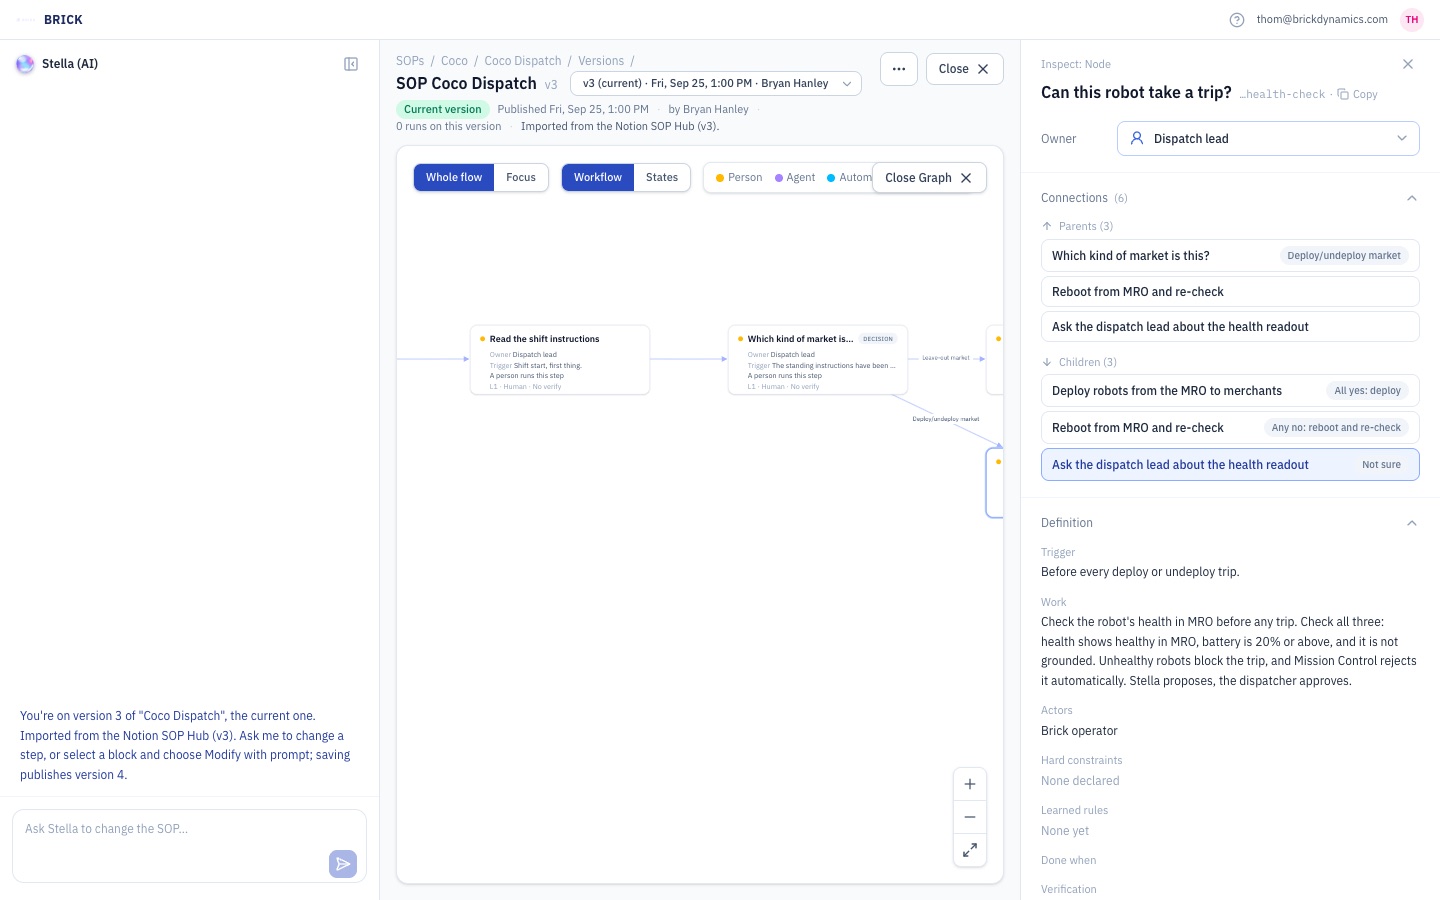 BRICK
thom@brickdynamics.com
TH
Stella (AI)
You're on version 3 of "Coco Dispatch", the current one.
Imported from the Notion SOP Hub (v3). Ask me to change a
step, or select a block and choose Modify with prompt; saving
publishes version 4.
Ask Stella to change the SOP...
SOPs / Coco / Coco Dispatch / Versions /
SOP Coco Dispatch v3
v3 (current) · Fri, Sep 25, 1:00 PM · Bryan Hanley
Close
Current version Published Fri, Sep 25, 1:00 PM · by Bryan Hanley ·
0 runs on this version · Imported from the Notion SOP Hub (v3).
Whole flow Focus
Workflow States
Person Agent Autom
Close Graph
Read the shift instructions
Owner Dispatch lead
Trigger Shift start, first thing.
A person runs this step
L1 · Human · No verify
Which kind of market is... DECISION
Owner Dispatch lead
Trigger The standing instructions have been ...
A person runs this step
L1 · Human · No verify
Leave-out market
Deploy/undeploy market
Inspect: Node
Can this robot take a trip? …health-check · Copy
Owner
Dispatch lead
Connections (6)
Parents (3)
Which kind of market is this? Deploy/undeploy market
Reboot from MRO and re-check
Ask the dispatch lead about the health readout
Children (3)
Deploy robots from the MRO to merchants All yes: deploy
Reboot from MRO and re-check Any no: reboot and re-check
Ask the dispatch lead about the health readout Not sure
Definition
Trigger
Before every deploy or undeploy trip.
Work
Check the robot's health in MRO before any trip. Check all three:
health shows healthy in MRO, battery is 20% or above, and it is not
grounded. Unhealthy robots block the trip, and Mission Control rejects
it automatically. Stella proposes, the dispatcher approves.
Actors
Brick operator
Hard constraints
None declared
Learned rules
None yet
Done when
Verification